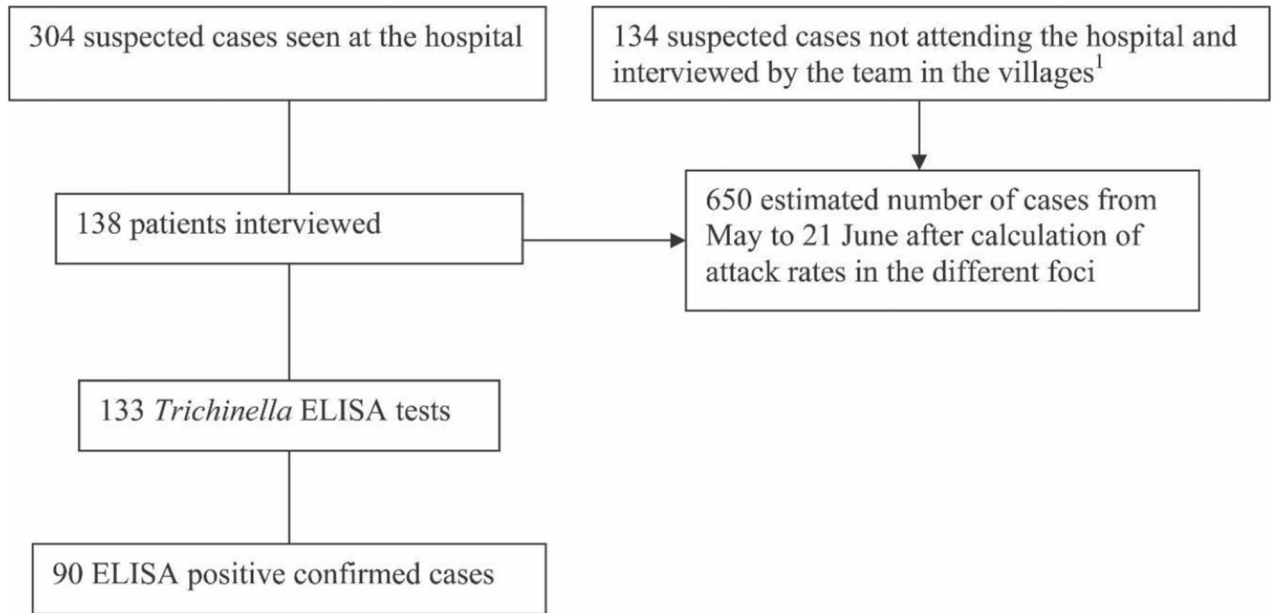 304 suspected cases seen at the hospital
134 suspected cases not attending the hospital and
interviewed by the team in the villages¹
138 patients interviewed
650 estimated number of cases from
May to 21 June after calculation of
attack rates in the different foci
133 Trichinella ELISA tests
90 ELISA positive confirmed cases